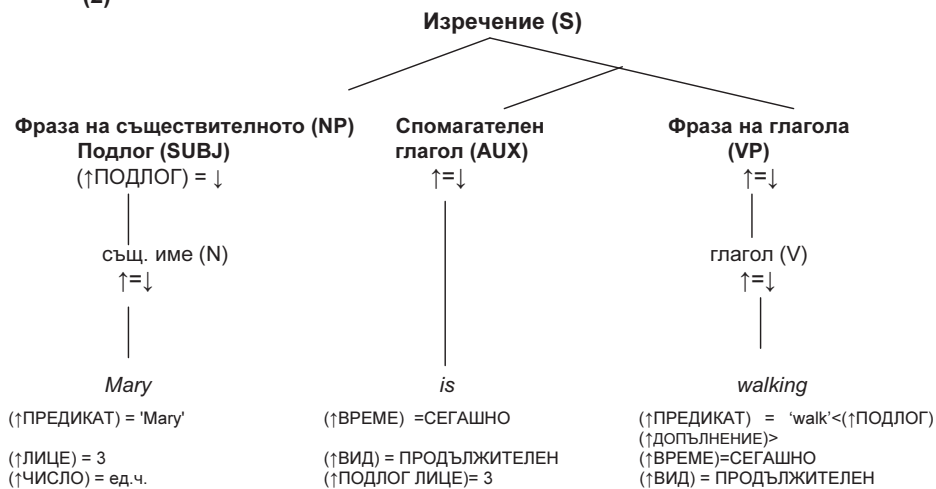 (2)
Изречение (S)
Фраза на съществителното (NP) Спомагателен Фраза на глагола
Подлог (SUBJ) глагол (AUX) (VP)
(↑ПОДЛОГ) = ↓ ↑=↓ ↑=↓
същ. име (N) глагол (V)
↑=↓ ↑=↓
Mary is walking
(↑ПРЕДИКАТ) = 'Mary' (↑ВРЕМЕ) =СЕГАШНО (↑ПРЕДИКАТ) = ‘walk’<(↑ПОДЛОГ)
(↑ДОПЪЛНЕНИЕ)>
(↑ЛИЦЕ) = 3 (↑ВИД) = ПРОДЪЛЖИТЕЛЕН (↑ВРЕМЕ)=СЕГАШНО
(↑ЧИСЛО) = ед.ч. (↑ПОДЛОГ ЛИЦЕ)= 3 (↑ВИД) = ПРОДЪЛЖИТЕЛЕН